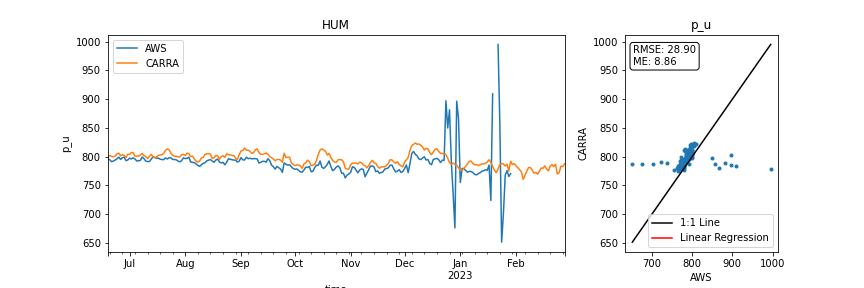 HUM
p_u
AWS
CARRA
1000
950
900
850
800
750
700
650
p_u
Jul
Aug
Sep
Oct
Nov
Dec
Jan
2023
Feb
time
RMSE: 28.90
ME: 8.86
1000
950
900
850
800
750
700
650
CARRA
1:1 Line
Linear Regression
700
800
900
1000
AWS